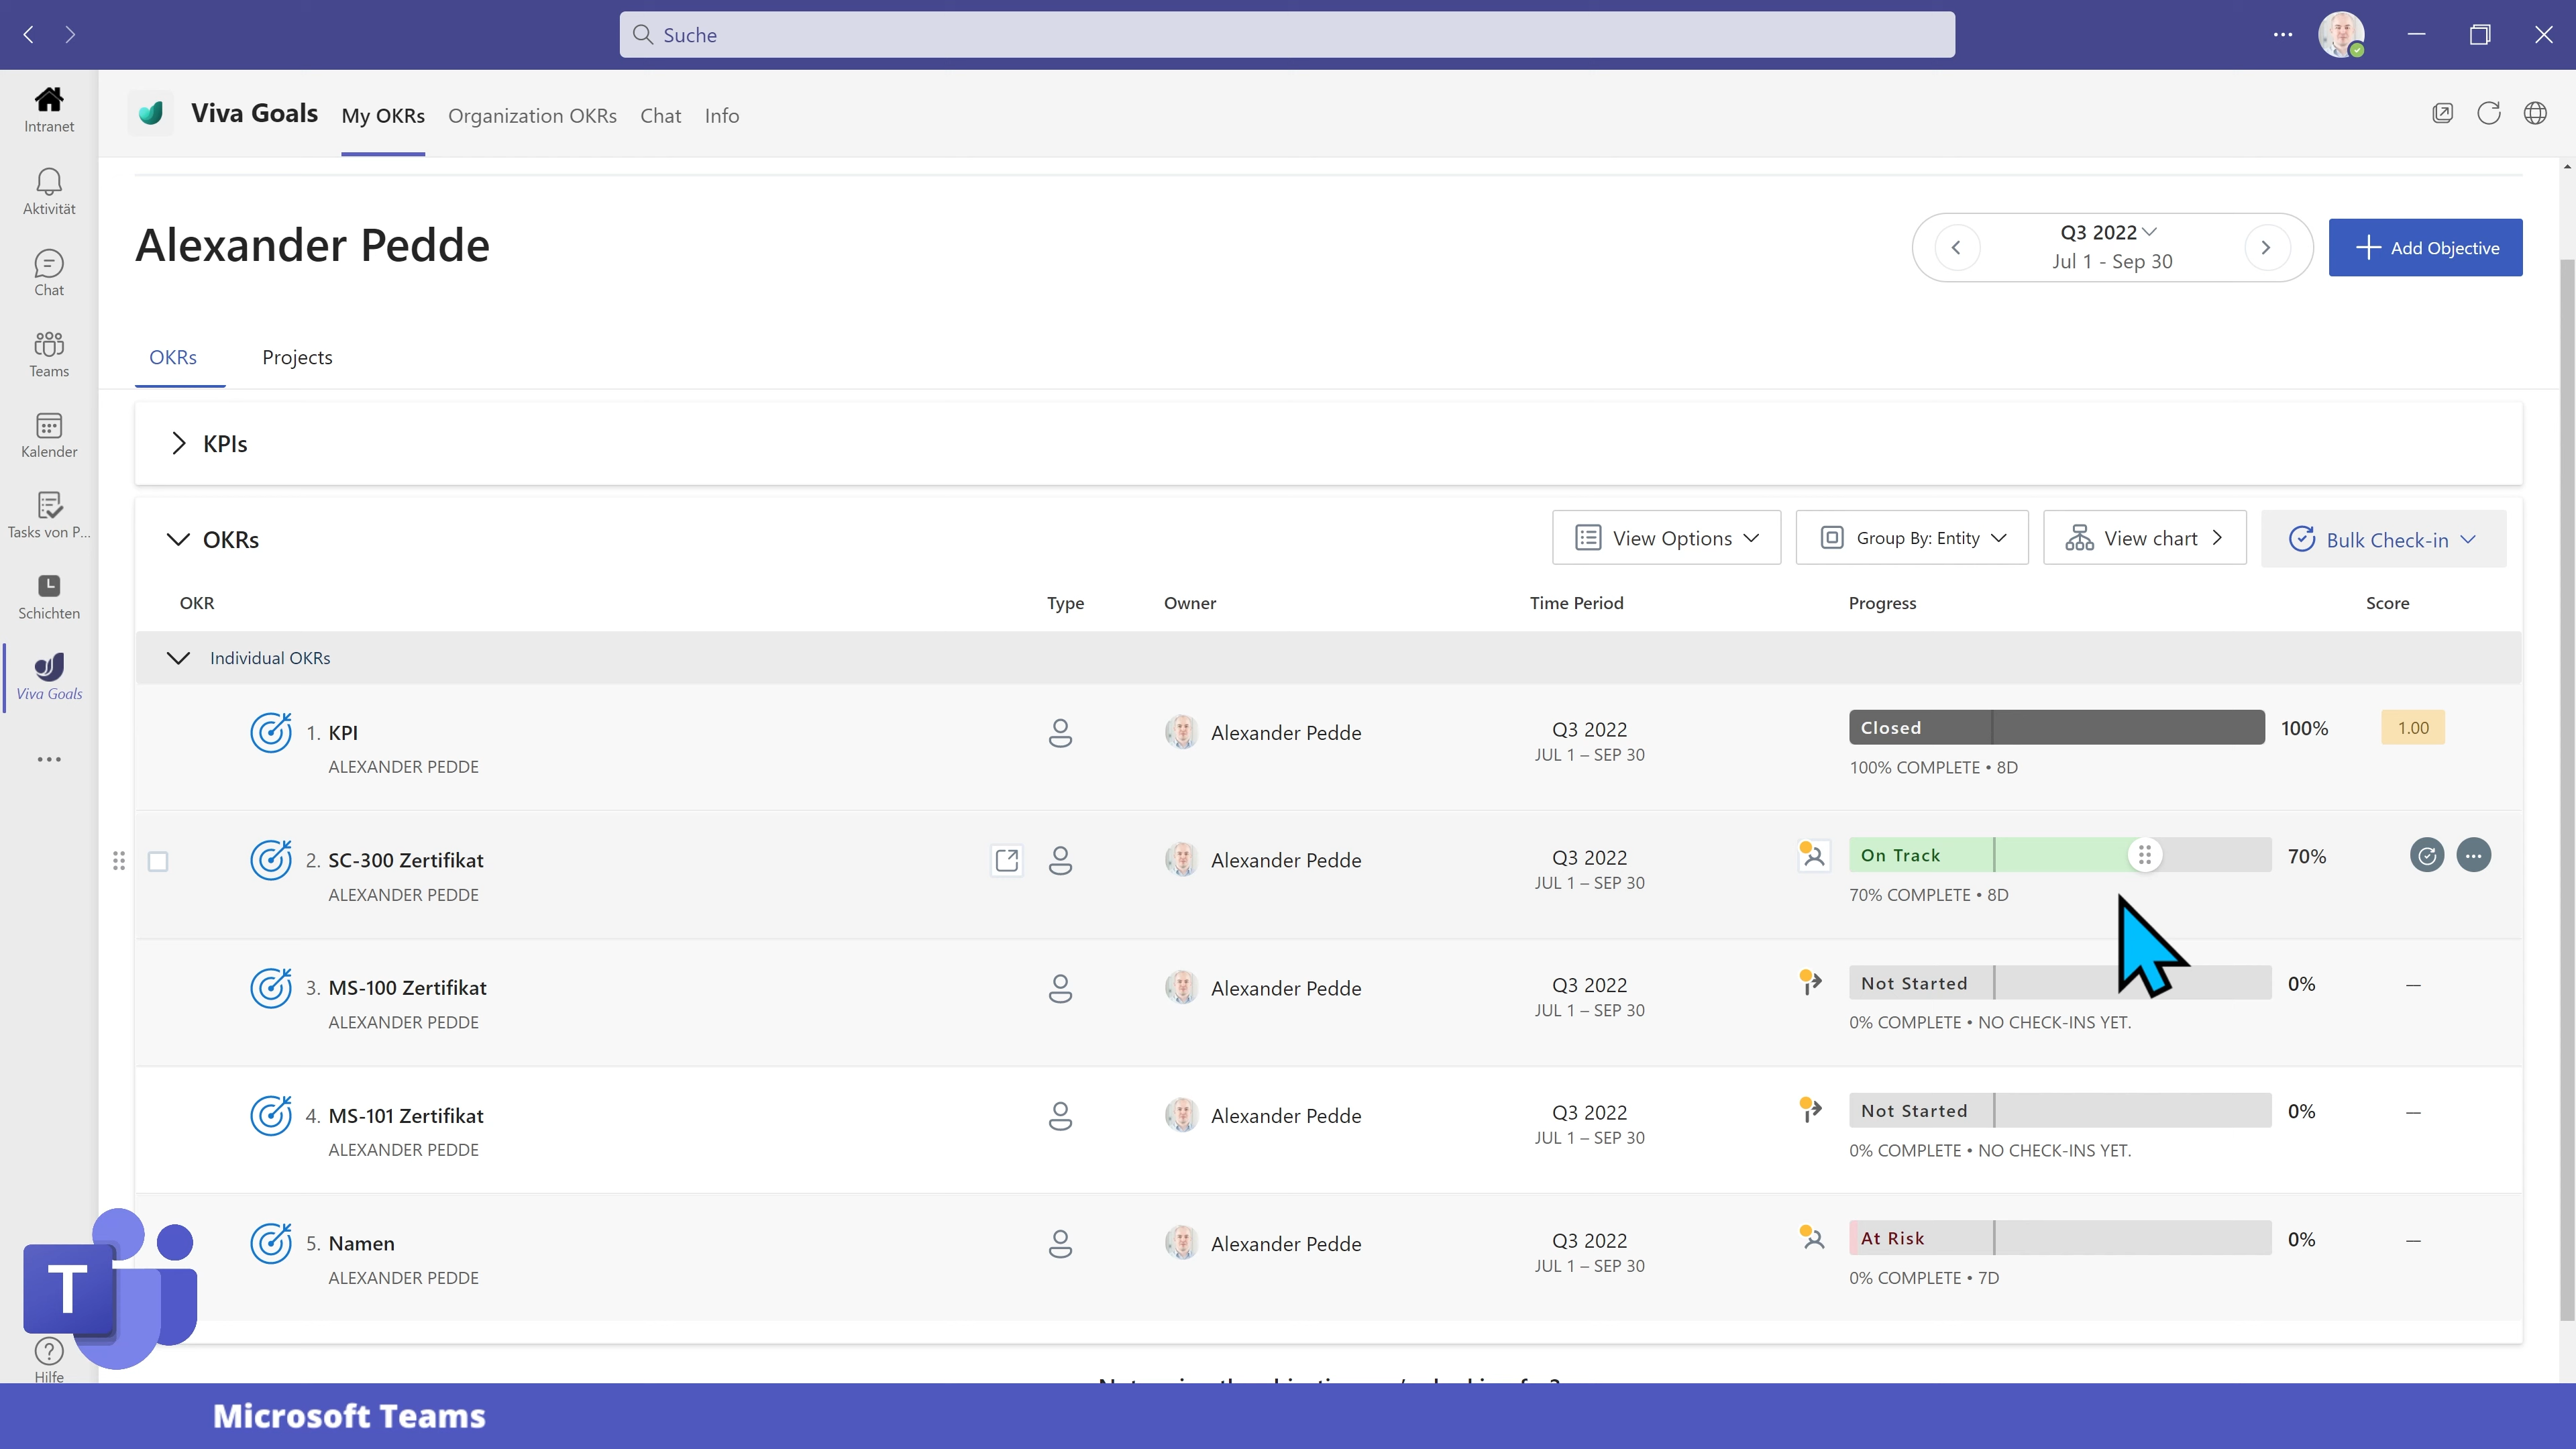 Suche
Intranet
Aktivität
Chat
Teams
Kalender
Tasks von P...
Schichten
Viva Goals
Hilfe
Viva Goals My OKRs Organization OKRs Chat Info
Alexander Pedde
Q3 2022
Jul 1 - Sep 30
Add Objective
OKRs Projects
KPIs
OKRs View Options Group By: Entity View chart Bulk Check-in
OKR Type Owner Time Period Progress Score
Individual OKRs
1. KPI Alexander Pedde Q3 2022 Closed 100% 1.00
ALEXANDER PEDDE JUL 1 – SEP 30 100% COMPLETE • 8D
2. SC-300 Zertifikat Alexander Pedde Q3 2022 On Track 70%
ALEXANDER PEDDE JUL 1 – SEP 30 70% COMPLETE • 8D
3. MS-100 Zertifikat Alexander Pedde Q3 2022 Not Started 0% —
ALEXANDER PEDDE JUL 1 – SEP 30 0% COMPLETE • NO CHECK-INS YET.
4. MS-101 Zertifikat Alexander Pedde Q3 2022 Not Started 0% —
ALEXANDER PEDDE JUL 1 – SEP 30 0% COMPLETE • NO CHECK-INS YET.
5. Namen Alexander Pedde Q3 2022 At Risk 0% —
ALEXANDER PEDDE JUL 1 – SEP 30 0% COMPLETE • 7D
T
Microsoft Teams